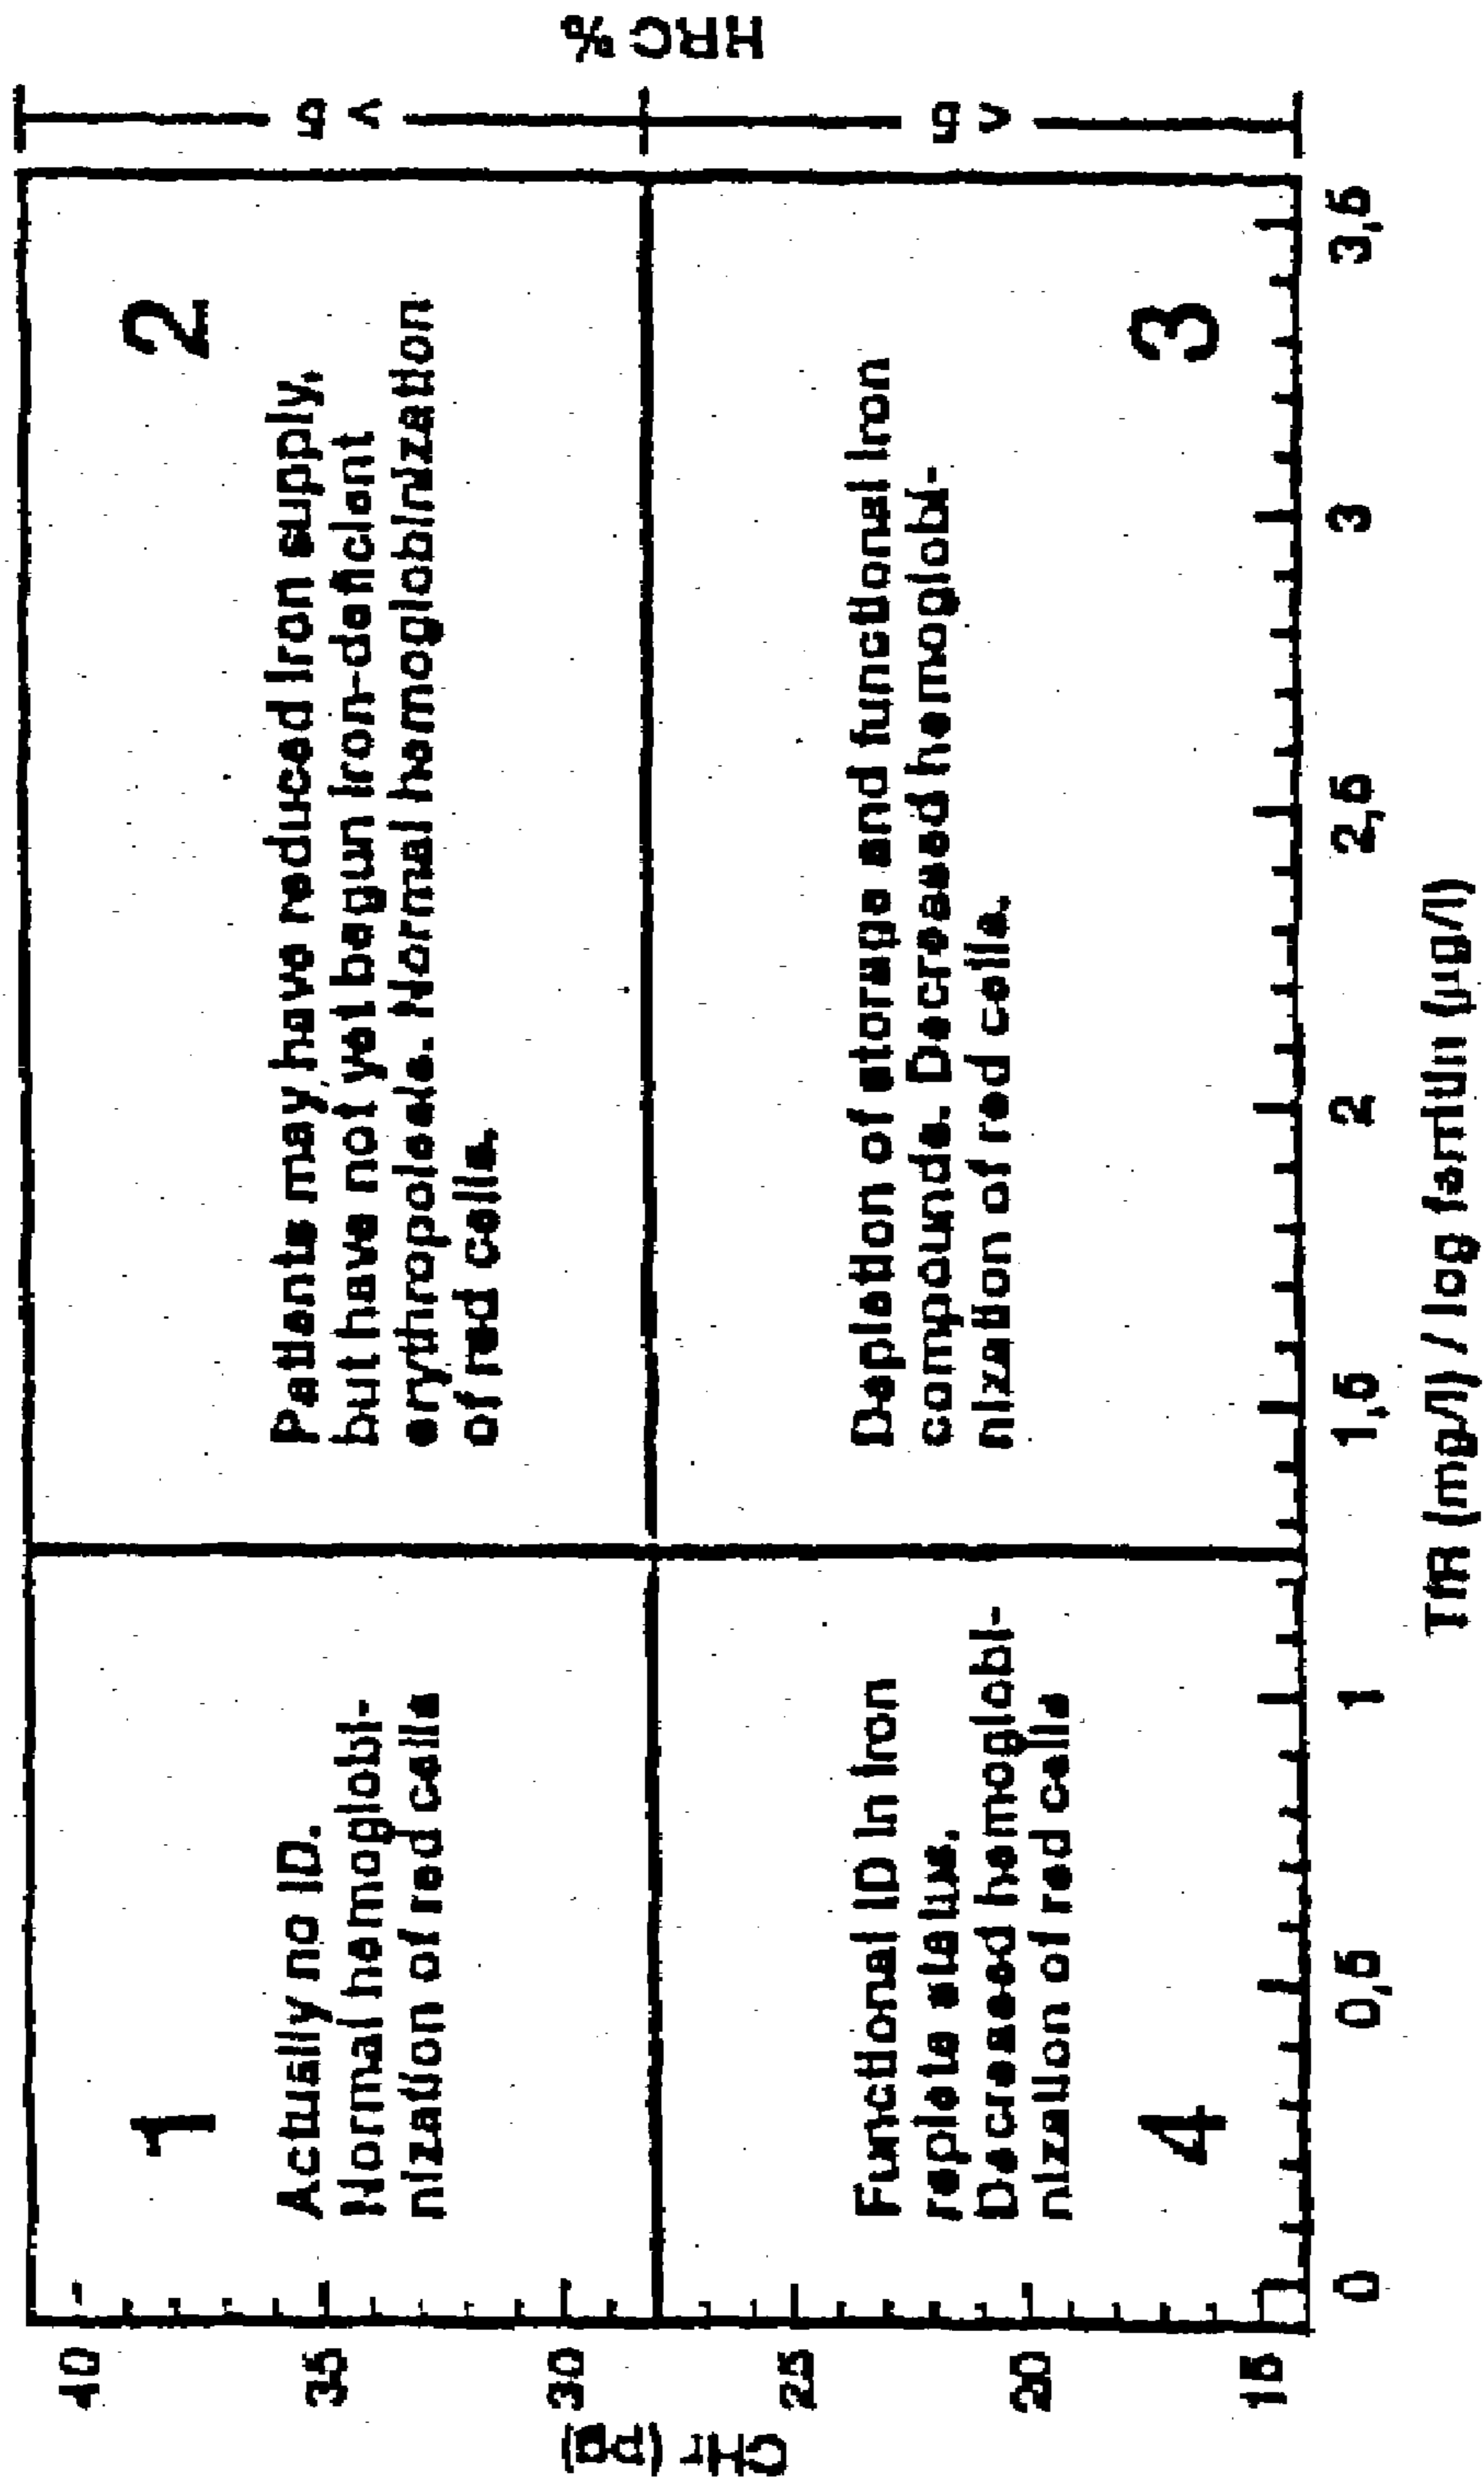 HRC %
< 5
> 5
1
Actually no ID.
Normal hemoglobi-
nization of red cells
2
Patients may have reduced iron supply,
but have not yet begun iron-deficient
erythropoiesis. Normal hemoglobinization
of red cells.
Functional ID in iron
replete status.
Decreased hemoglobi-
nization of red cells
4
Depletion of storage and functional iron
compounds. Decreased hemoglobi-
nization of red cells.
3
CHr (pg)
40
35
30
25
20
15
0
0,5
1
1,5
2
2,5
3
3,5
TfR (mg/l) / log ferritin (µg/l)